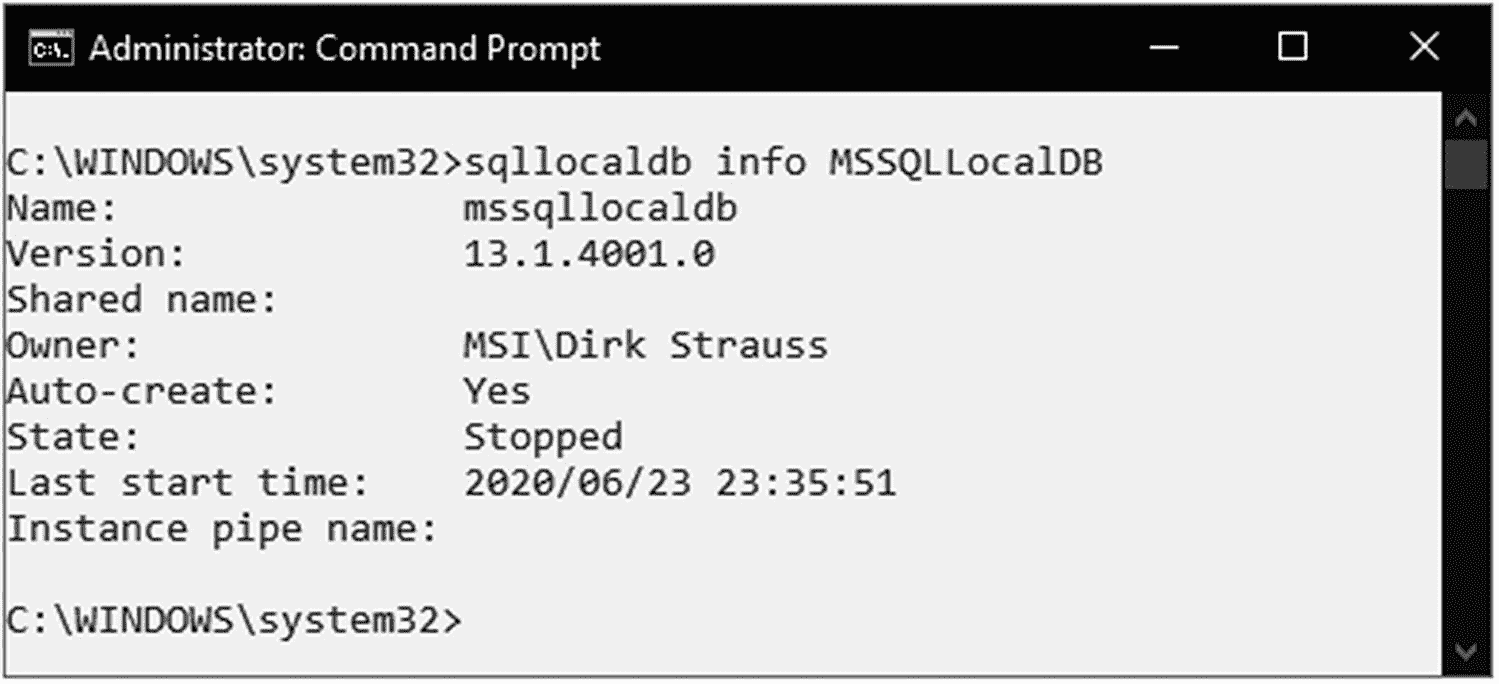 Administrator: Command Prompt
C:\WINDOWS\system32>sqllocaldb info MSSQLLocalDB
Name: mssqllocaldb
Version: 13.1.4001.0
Shared name:
Owner: MSI\Dirk Strauss
Auto-create: Yes
State: Stopped
Last start time: 2020/06/23 23:35:51
Instance pipe name:
C:\WINDOWS\system32>